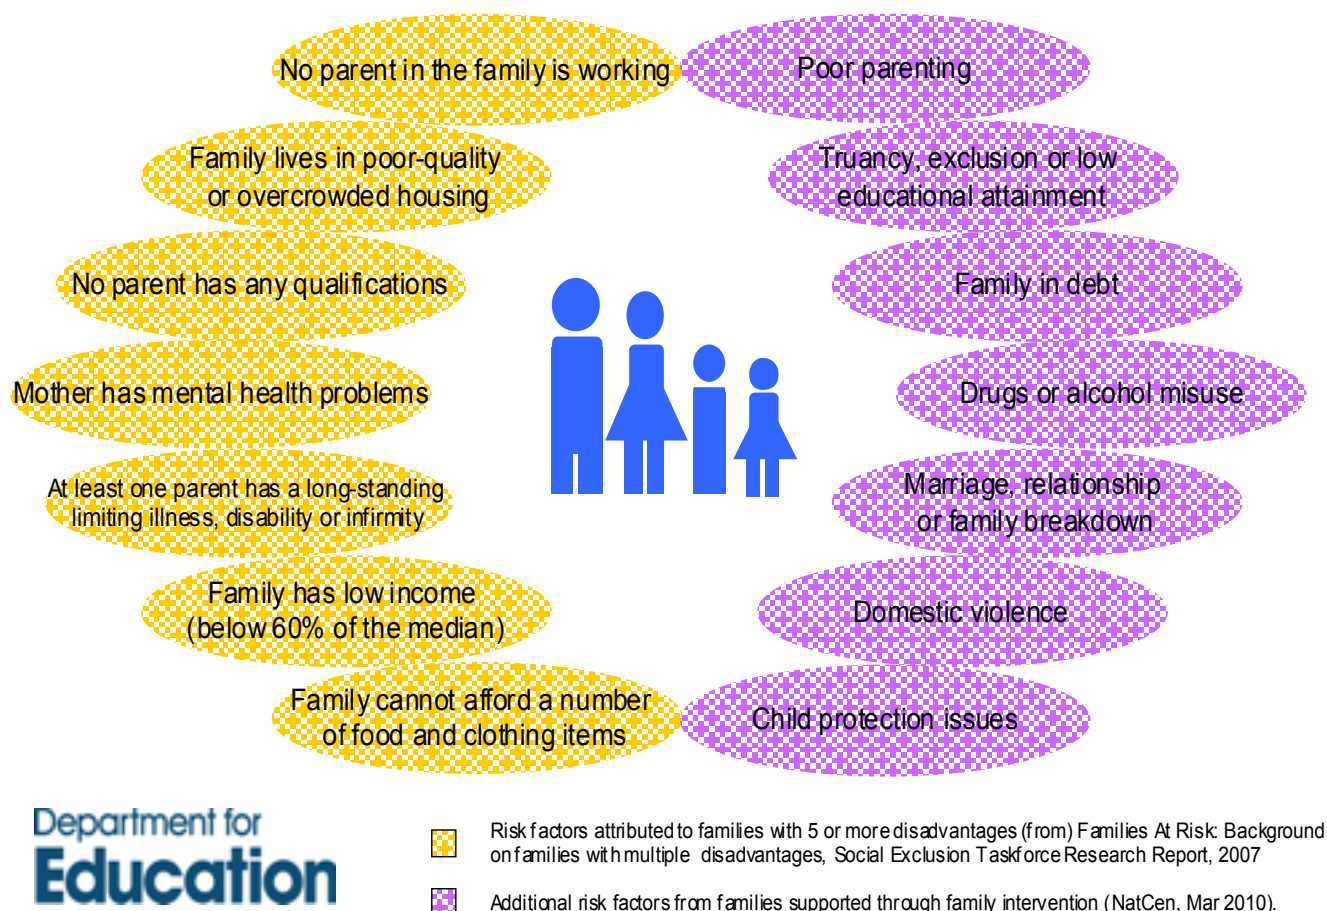 No parent in the family is working
Poor parenting
Family lives in poor-quality
or overcrowded housing
Truancy, exclusion or low
educational attainment
No parent has any qualifications
Family in debt
Mother has mental health problems
Drugs or alcohol misuse
At least one parent has a long-standing
limiting illness, disability or infirmity
Marriage, relationship
or family breakdown
Family has low income
(below 60% of the median)
Domestic violence
Family cannot afford a number
of food and clothing items
Child protection issues
Department for
Education
Risk factors attributed to families with 5 or more disadvantages (from) Families At Risk: Background
on families with multiple disadvantages, Social Exclusion Taskforce Research Report, 2007
Additional risk factors from families supported through family intervention (NatCen, Mar 2010).